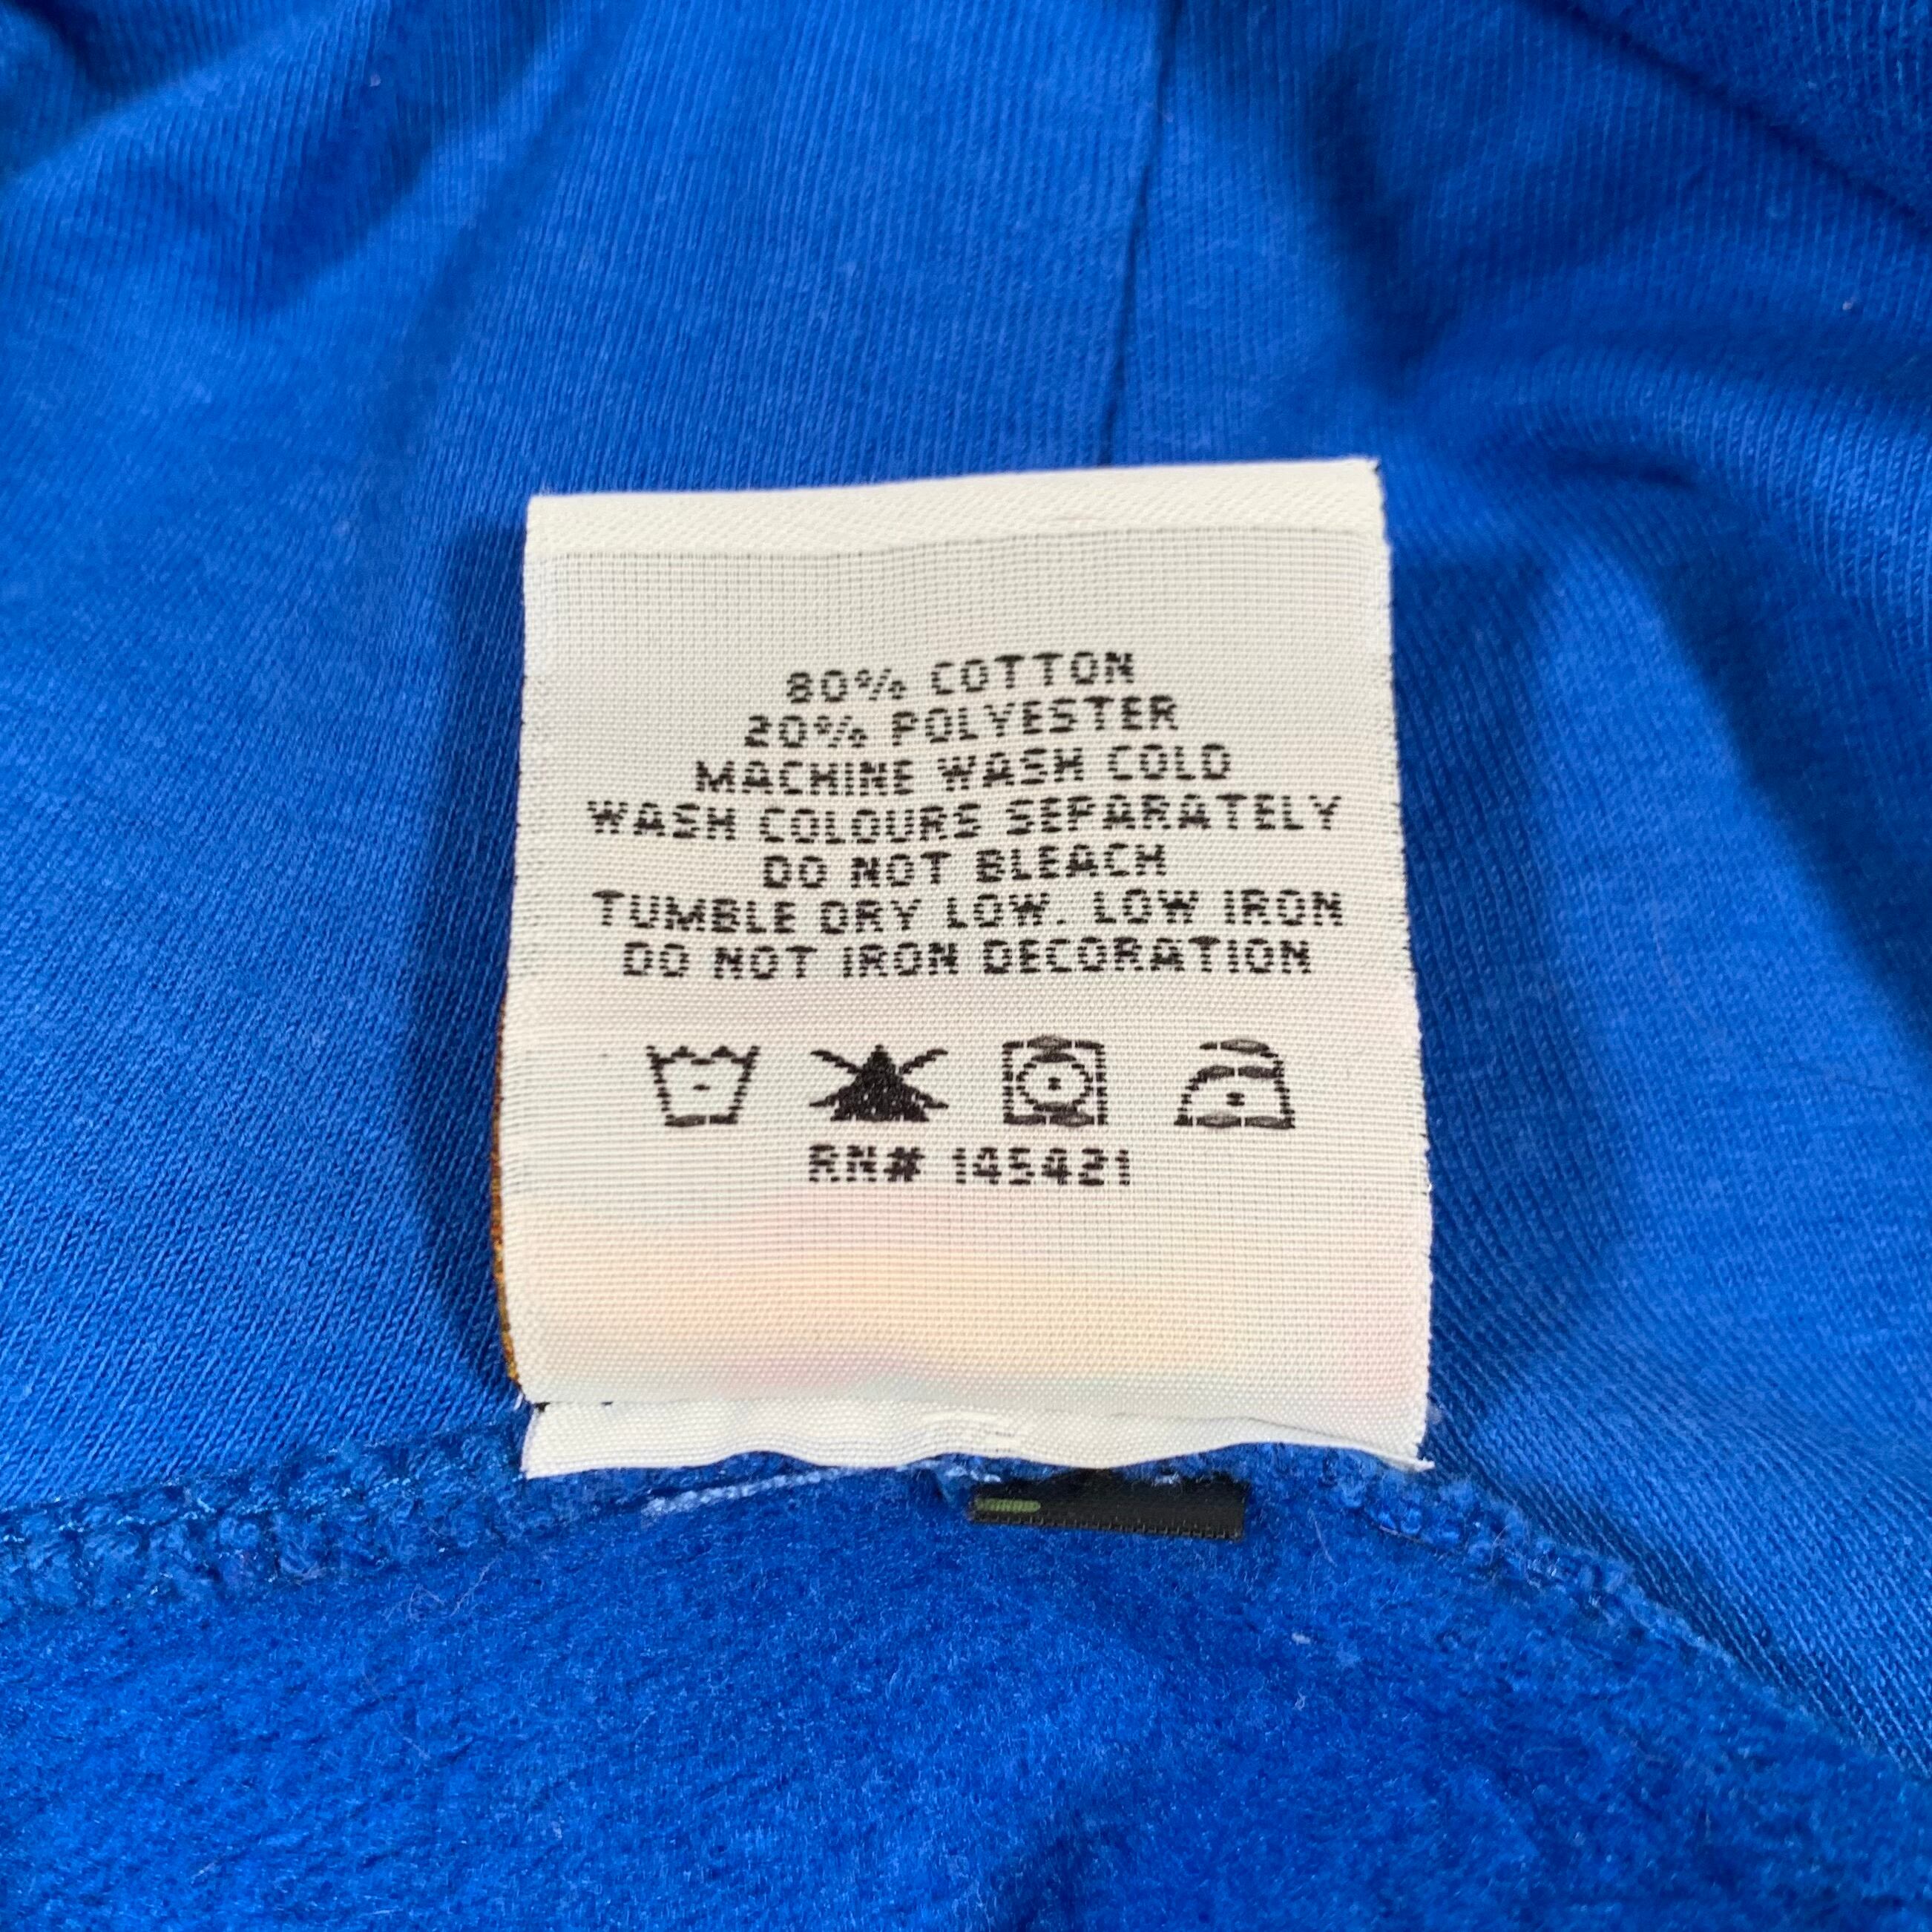 80% COTTON
20% POLYESTER
MACHINE WASH COLD
WASH COLOURS SEPARATELY
DO NOT BLEACH
TUMBLE DRY LOW. LOW IRON
DO NOT IRON DECORATION
RN# 145421